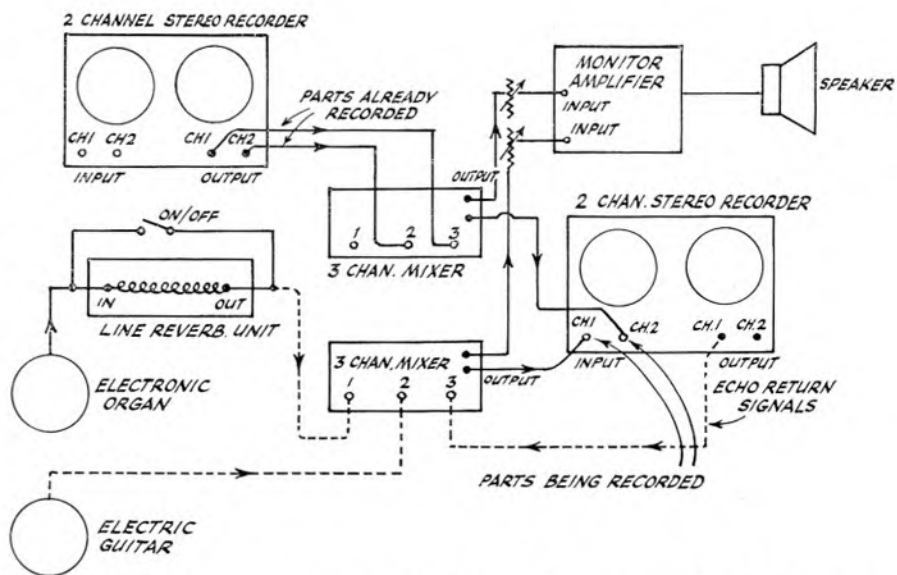 2 CHANNEL STEREO RECORDER
CH1
CH2
INPUT
CH1
CH2
OUTPUT
PARTS ALREADY
RECORDED
MONITOR
AMPLIFIER
INPUT
INPUT
SPEAKER
OUTPUT
1
2
3
3 CHAN. MIXER
2 CHAN. STEREO RECORDER
CH1
CH.2
INPUT
CH.1
CH.2
OUTPUT
ON/OFF
IN
OUT
LINE REVERB. UNIT
ELECTRONIC
ORGAN
3 CHAN. MIXER
1
2
3
OUTPUT
ECHO RETURN
SIGNALS
PARTS BEING RECORDED
ELECTRIC
GUITAR